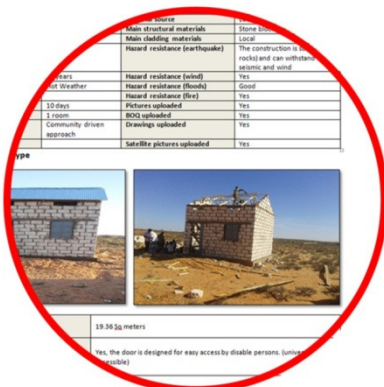 source
Main structural materials Stone
Main cladding materials Local
Hazard resistance (earthquake) The construction is
rocks) and can withstand
seismic and wind
years Hazard resistance (wind) Yes
Hot Weather Hazard resistance (floods) Good
Hazard resistance (fire) Yes
10 days Pictures uploaded Yes
1 room BOQ uploaded Yes
Community driven Drawings uploaded Yes
approach
Satellite pictures uploaded Yes
ype
19.36 Sq meters
Yes, the door is designed for easy access by disable persons.